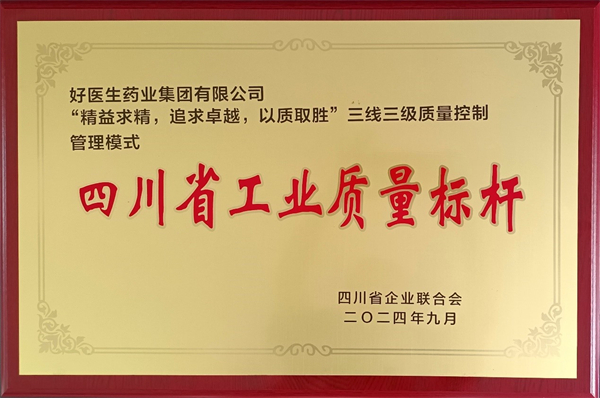 好医生药业集团有限公司
“精益求精，追求卓越，以质取胜”三线三级质量控制
管理模式
四川省工业质量标杆
四川省企业联合会
二〇二四年九月